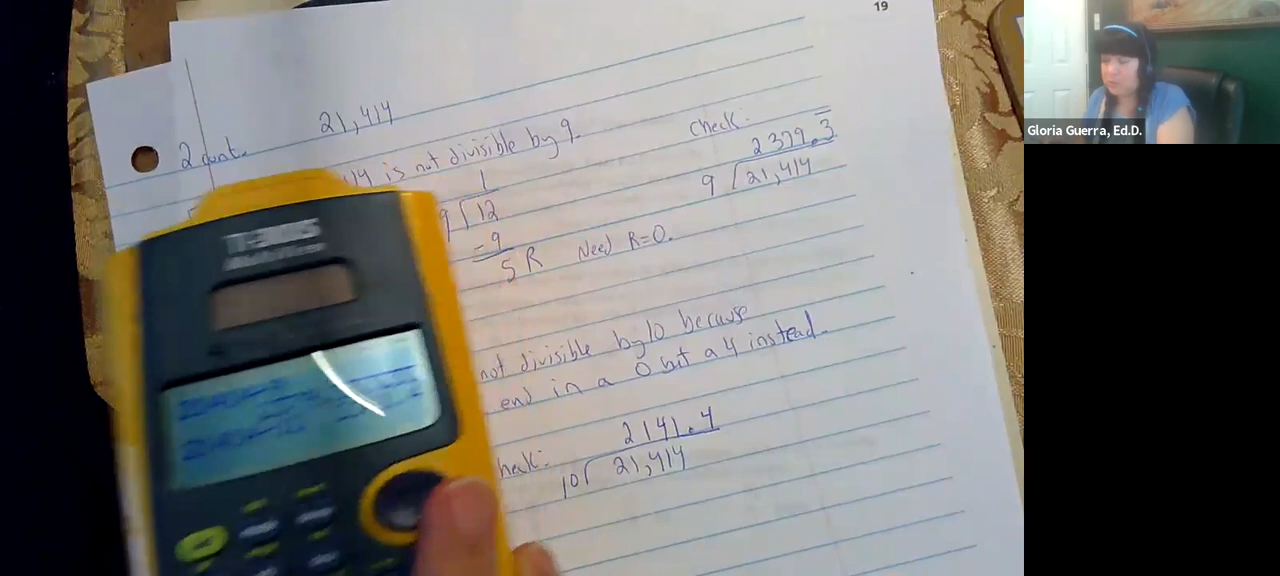 19
21,414
2 cont.
is not divisible by 9.
1
9 12
- 9
5 R Need R=0.
Check:
2379.3
9 21,414
not divisible by 10 because
end in a 0 but a 4 instead.
2141.4
10 21,414
Gloria Guerra, Ed.D.